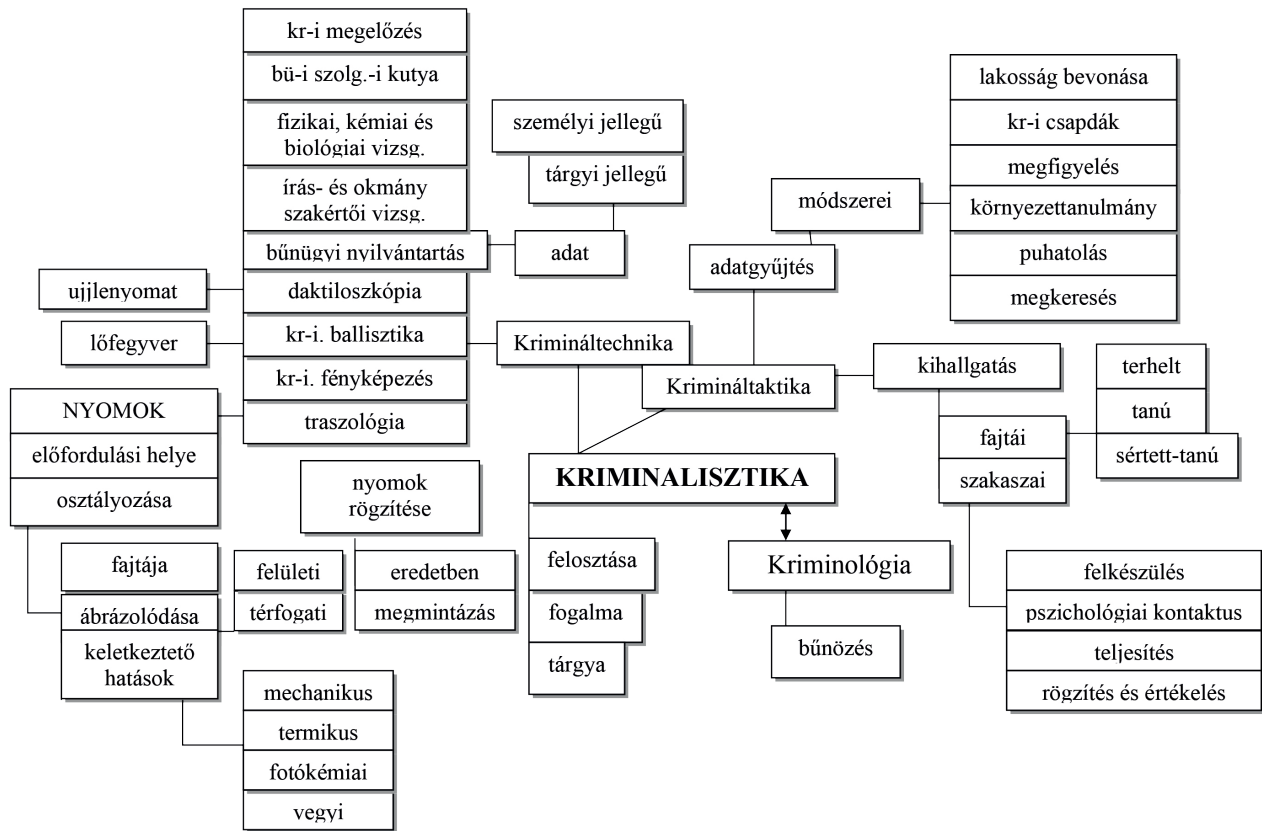 kr-i megelőzés
bü-i szolg.-i kutya
fizikai, kémiai és
biológiai vizsg.
írás- és okmány
szakértői vizsg.
bűnügyi nyilvántartás
daktiloszkópia
kr-i. ballisztika
kr-i. fényképezés
traszológia
személyi jellegű
tárgyi jellegű
adat
ujjlenyomat
lőfegyver
NYOMOK
előfordulási helye
osztályozása
fajtája
ábrázolódása
keletkeztető
hatások
felületi
térfogati
mechanikus
termikus
fotókémiai
vegyi
nyomok
rögzítése
eredetben
megmintázás
Krimináltechnika
Krimináltaktika
KRIMINALISZTIKA
felosztása
fogalma
tárgya
Kriminológia
bűnözés
adatgyűjtés
módszerei
lakosság bevonása
kr-i csapdák
megfigyelés
környezettanulmány
puhatolás
megkeresés
kihallgatás
fajtái
szakaszai
terhelt
tanú
sértett-tanú
felkészülés
pszichológiai kontaktus
teljesítés
rögzítés és értékelés